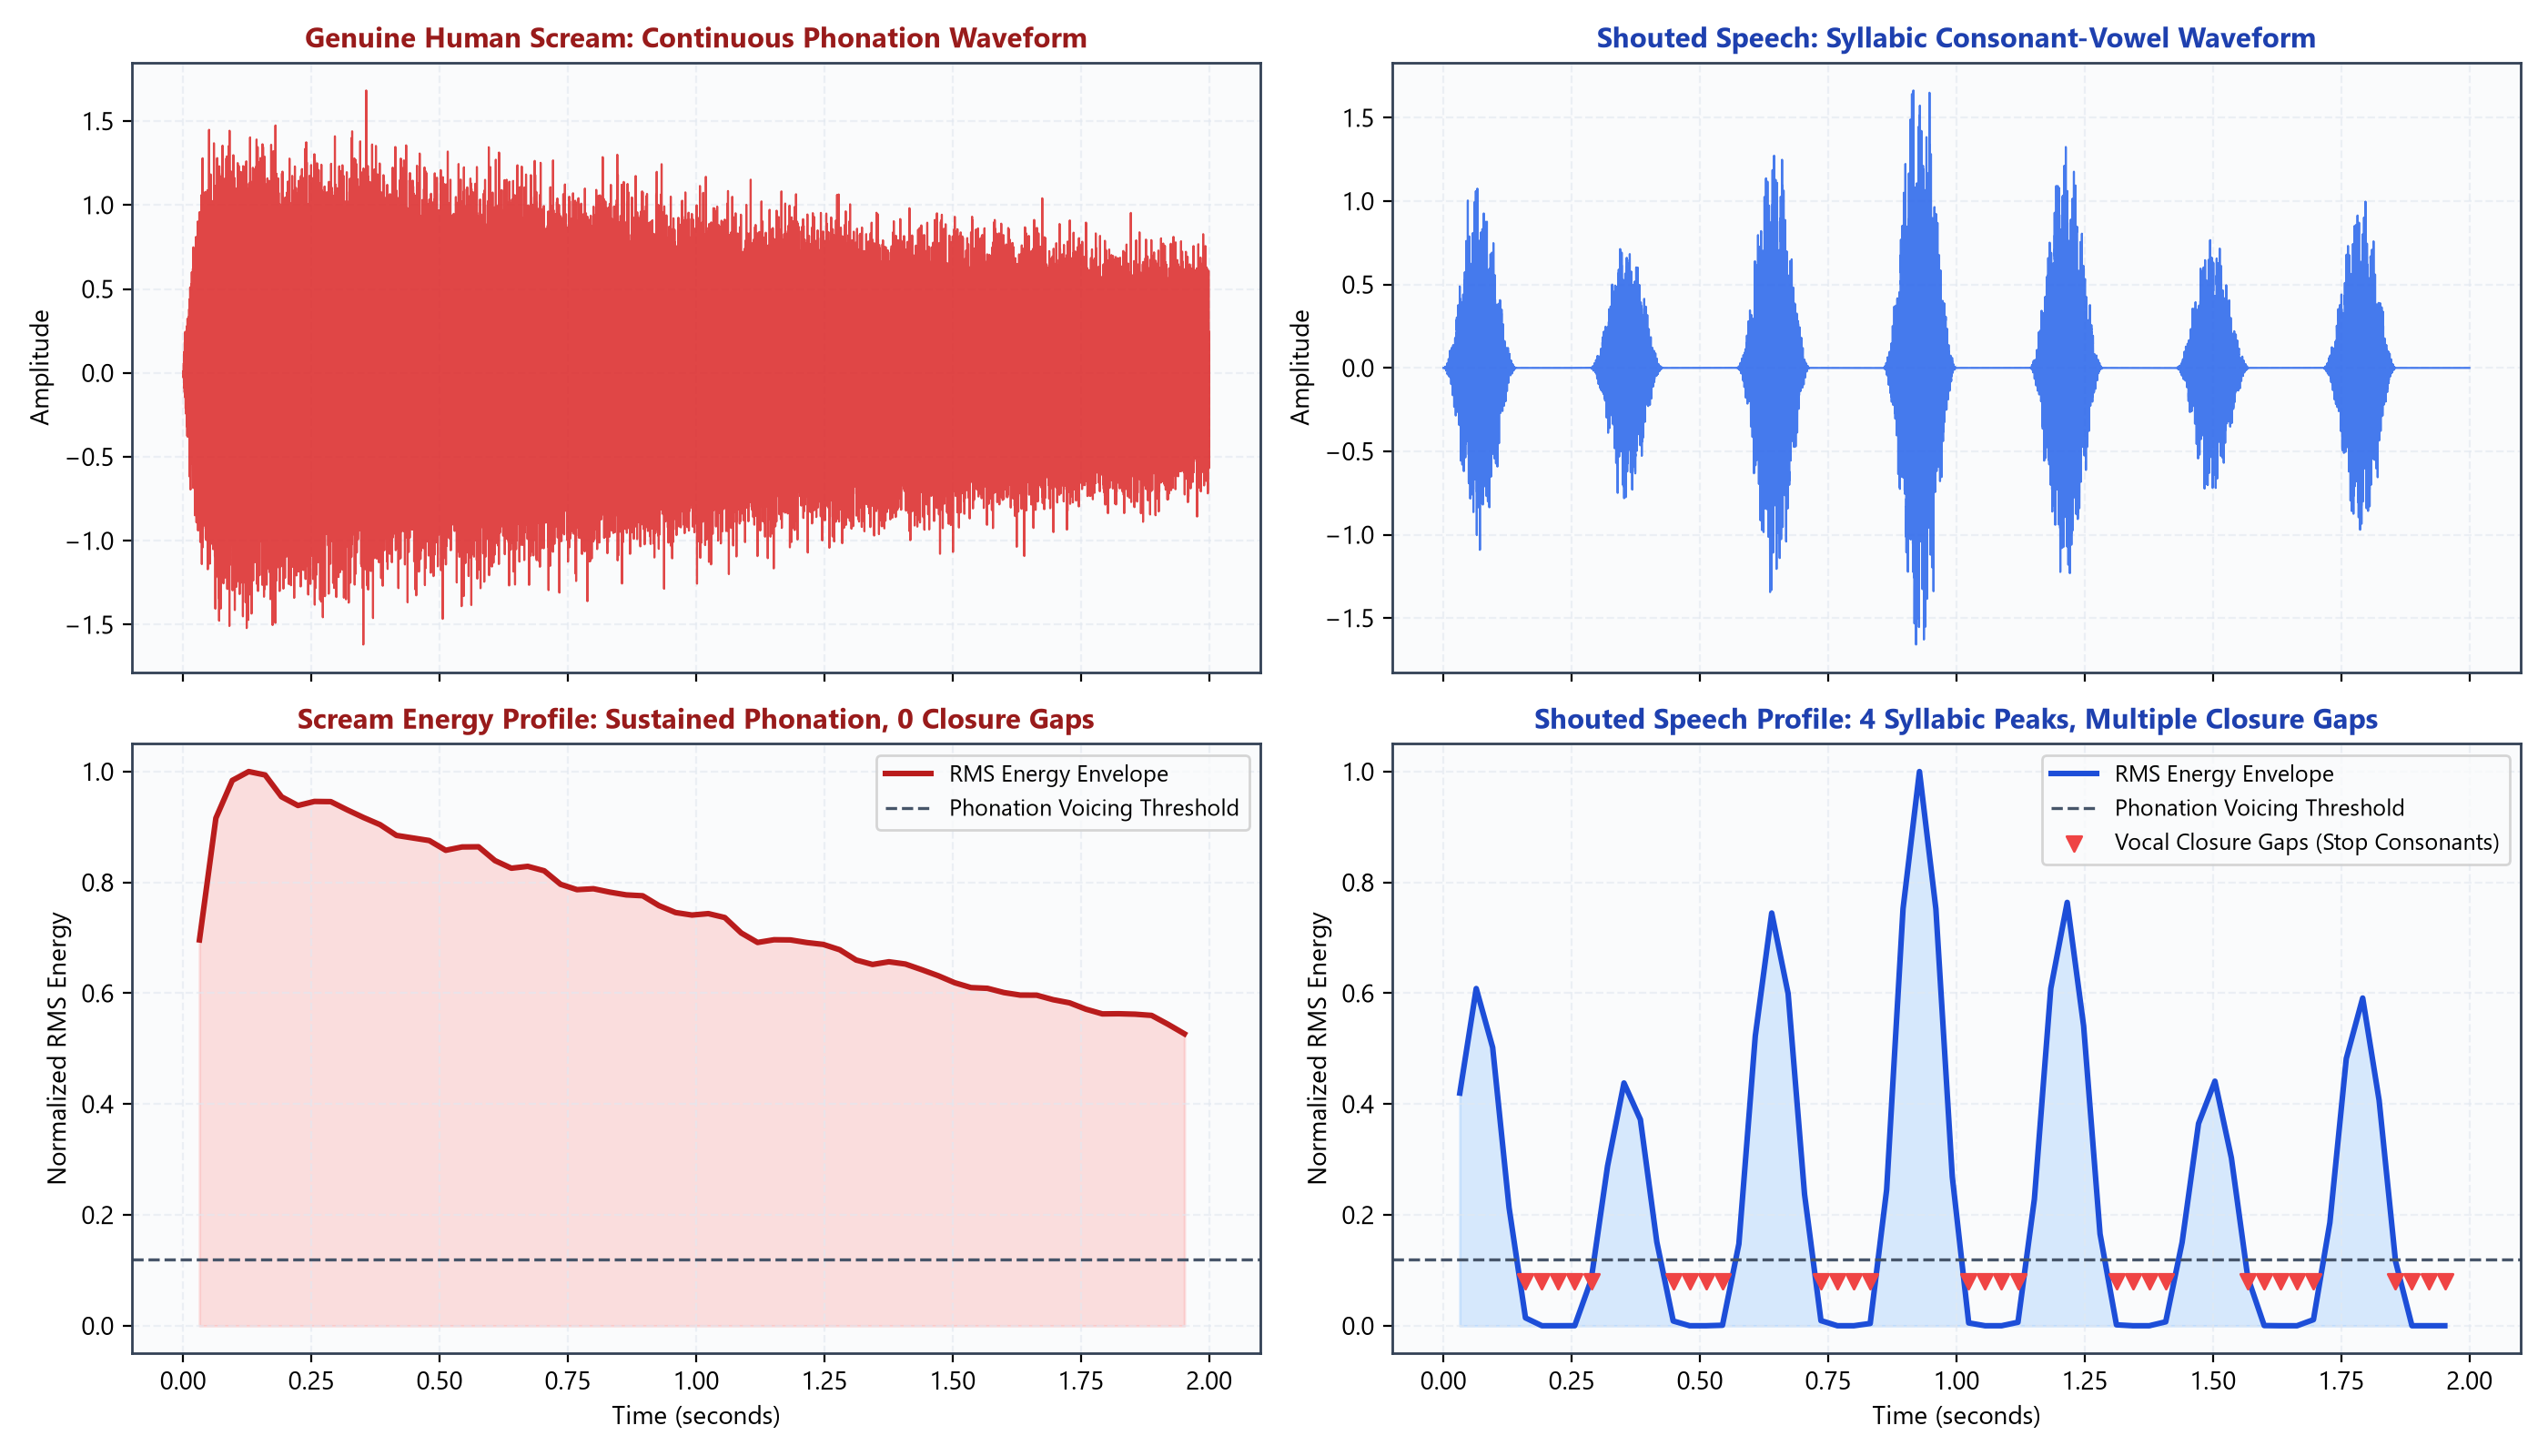 Genuine Human Scream: Continuous Phonation Waveform
Amplitude
1.5
1.0
0.5
0.0
−0.5
−1.0
−1.5
Shouted Speech: Syllabic Consonant-Vowel Waveform
Amplitude
1.5
1.0
0.5
0.0
−0.5
−1.0
−1.5
Scream Energy Profile: Sustained Phonation, 0 Closure Gaps
Normalized RMS Energy
1.0
0.8
0.6
0.4
0.2
0.0
RMS Energy Envelope
Phonation Voicing Threshold
0.00 0.25 0.50 0.75 1.00 1.25 1.50 1.75 2.00
Time (seconds)
Shouted Speech Profile: 4 Syllabic Peaks, Multiple Closure Gaps
Normalized RMS Energy
1.0
0.8
0.6
0.4
0.2
0.0
RMS Energy Envelope
Phonation Voicing Threshold
Vocal Closure Gaps (Stop Consonants)
0.00 0.25 0.50 0.75 1.00 1.25 1.50 1.75 2.00
Time (seconds)